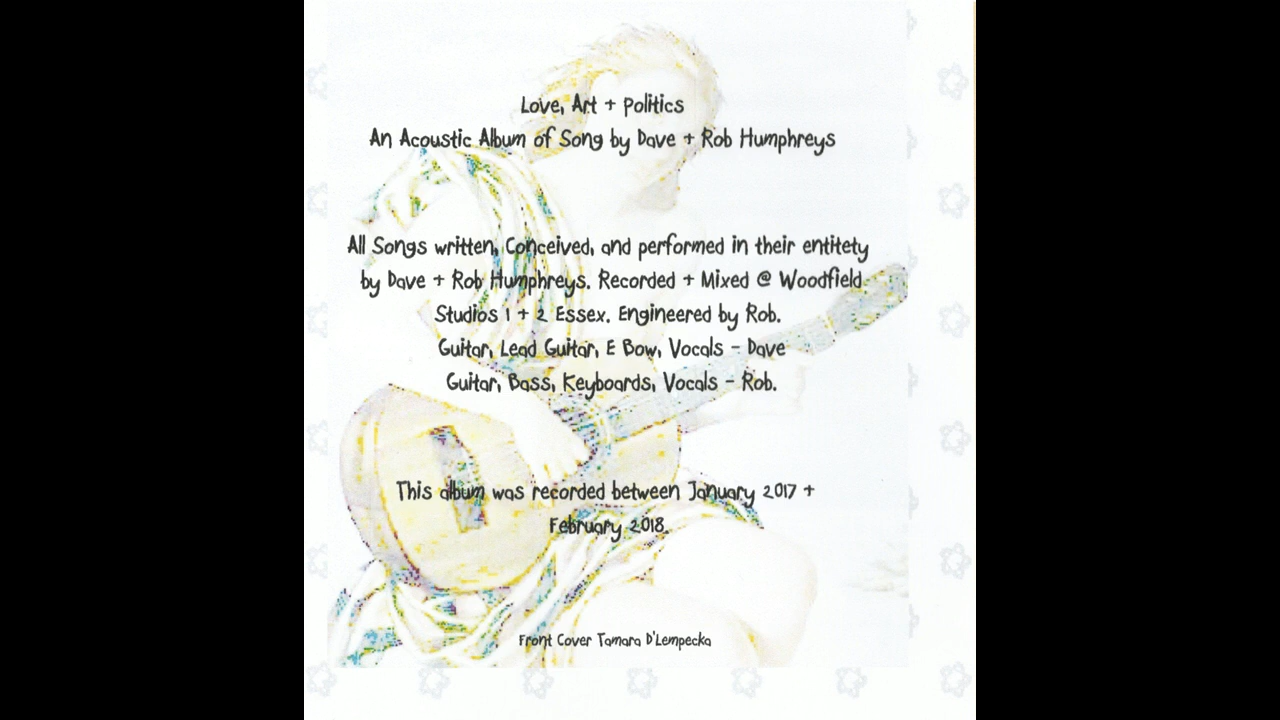 Love, Art + Politics
An Acoustic Album of Song by Dave + Rob Humphreys
All Songs written, Conceived, and performed in their entitety
by Dave + Rob Humphreys. Recorded + Mixed @ Woodfield
Studios 1 + 2 Essex. Engineered by Rob.
Guitar, Lead Guitar, E Bow, Vocals - Dave
Guitar, Bass, Keyboards, Vocals - Rob.
This album was recorded between January 2017 +
February 2018.
Front Cover Tamara D'Lempecka